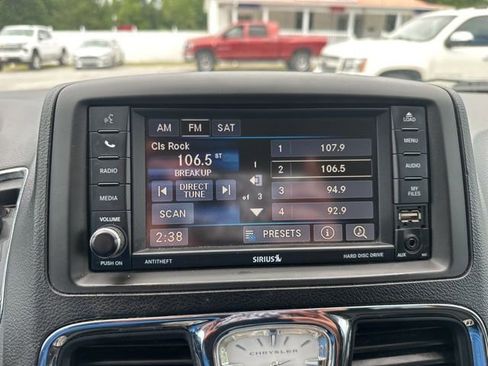 AM FM SAT
LOAD
Cls Rock
1 107.9
MENU
106.5 ST
1
BREAKUP
2 106.5
RADIO
AUDIO
DIRECT TUNE
of 3
3 94.9
MEDIA
MY FILES
VOLUME
SCAN
4 92.9
2:38
PRESETS
AUX
PUSH ON
ANTITHEFT
SIRIUS
HARD DISC DRIVE
CHRYSLER